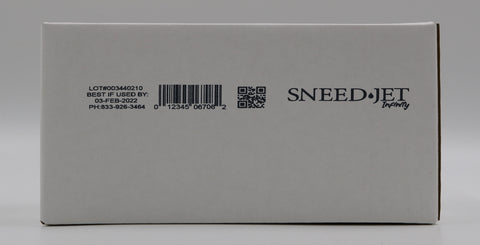 LOT#003440210
BEST IF USED BY:
03-FEB-2022
PH:833-926-3464
0 12345 06706 2
SNEED JET
Infinity